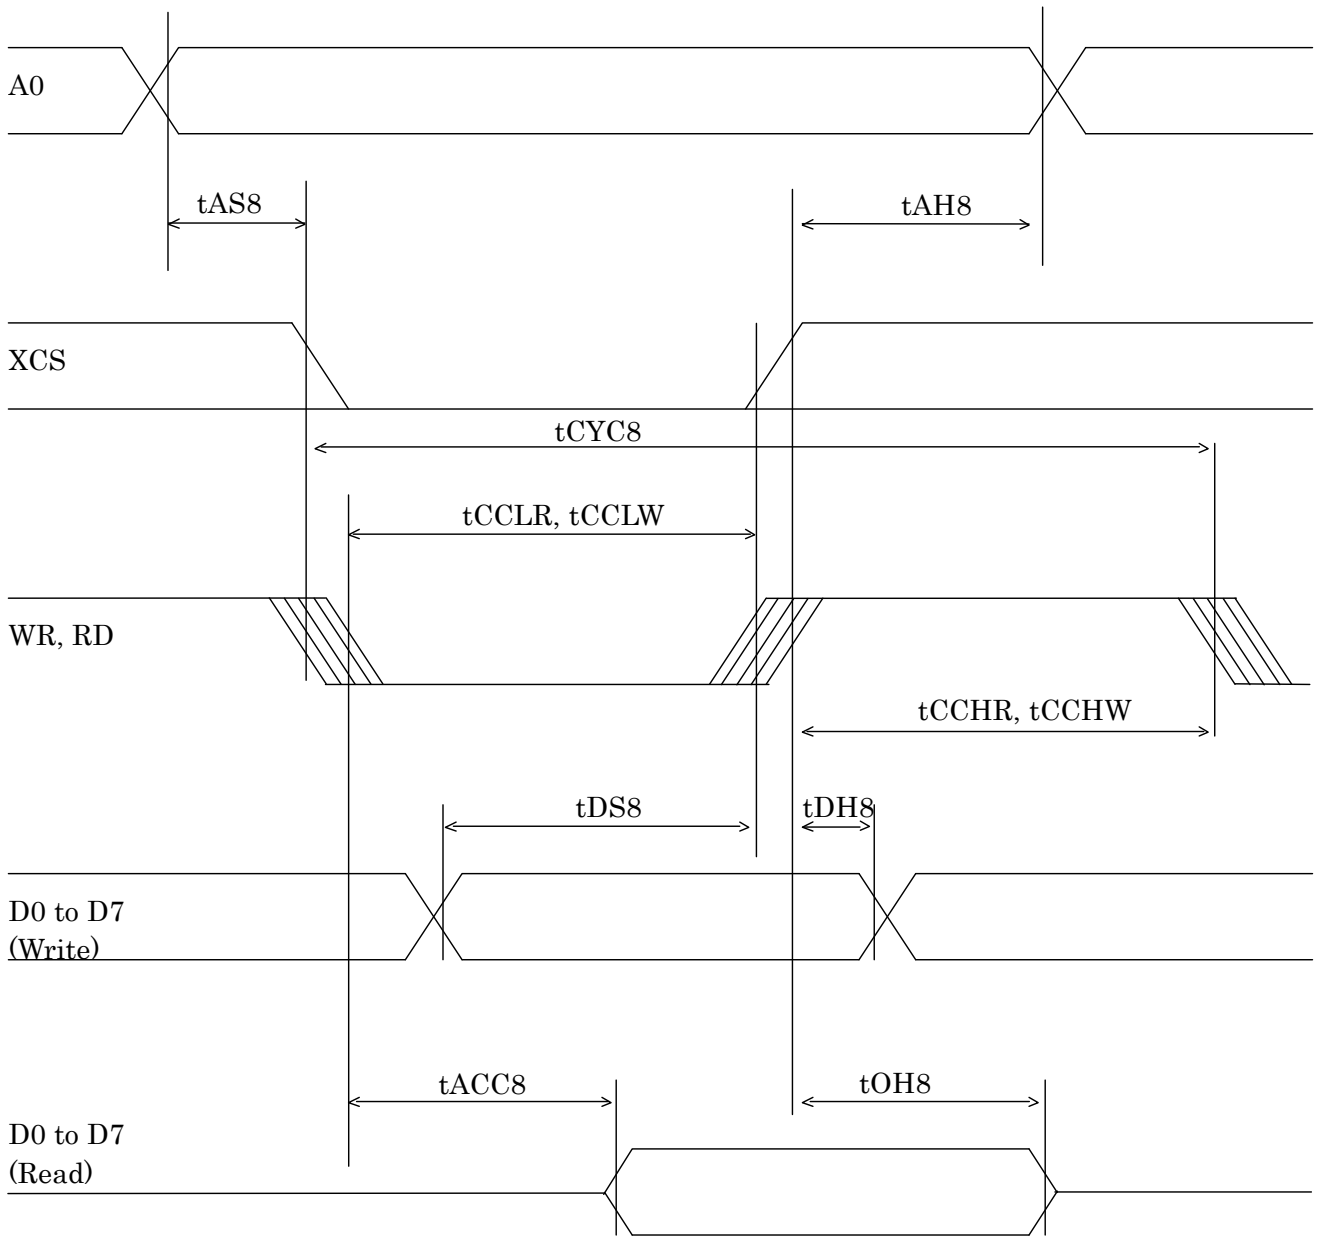 A0
tAS8
tAH8
XCS
tCYC8
tCCLR, tCCLW
WR, RD
tCCHR, tCCHW
tDS8
tDH8
D0 to D7
(Write)
tACC8
tOH8
D0 to D7
(Read)